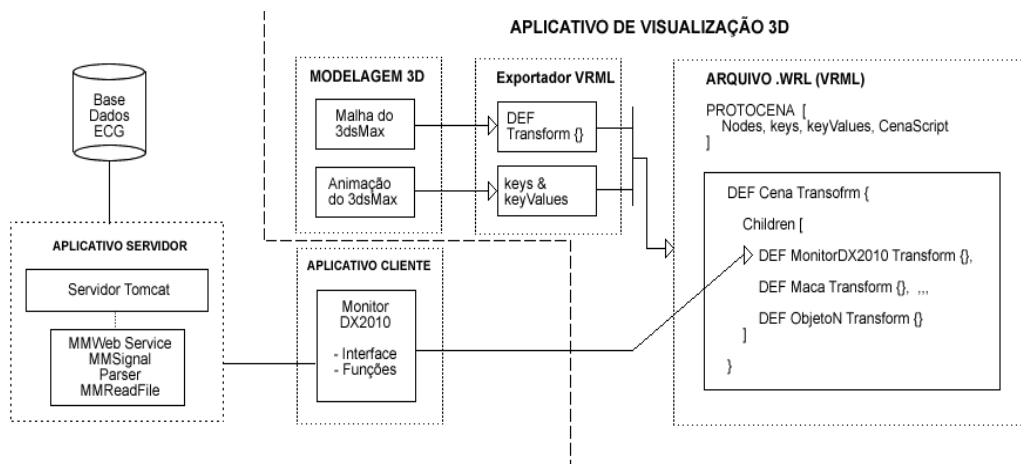 APLICATIVO DE VISUALIZAÇÃO 3D
Base
Dados
ECG
MODELAGEM 3D
Malha do
3dsMax
Animação
do 3dsMax
Exportador VRML
DEF
Transform {}
keys &
keyValues
ARQUIVO .WRL (VRML)
PROTOCENA [
Nodes, keys, keyValues, CenaScript
]
DEF Cena Transofrm {
Children [
DEF MonitorDX2010 Transform {},
DEF Maca Transform {}, ,,,
DEF ObjetoN Transform {}
]
}
APLICATIVO SERVIDOR
Servidor Tomcat
MMWeb Service
MMSignal
Parser
MMReadFile
APLICATIVO CLIENTE
Monitor
DX2010
- Interface
- Funções